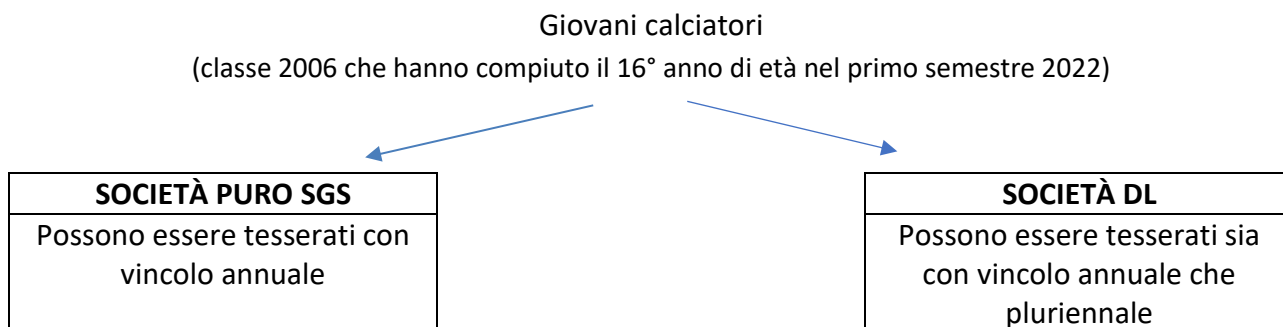 Giovani calciatori
(classe 2006 che hanno compiuto il 16° anno di età nel primo semestre 2022)
SOCIETÀ PURO SGS
Possono essere tesserati con
vincolo annuale
SOCIETÀ DL
Possono essere tesserati sia
con vincolo annuale che
pluriennale